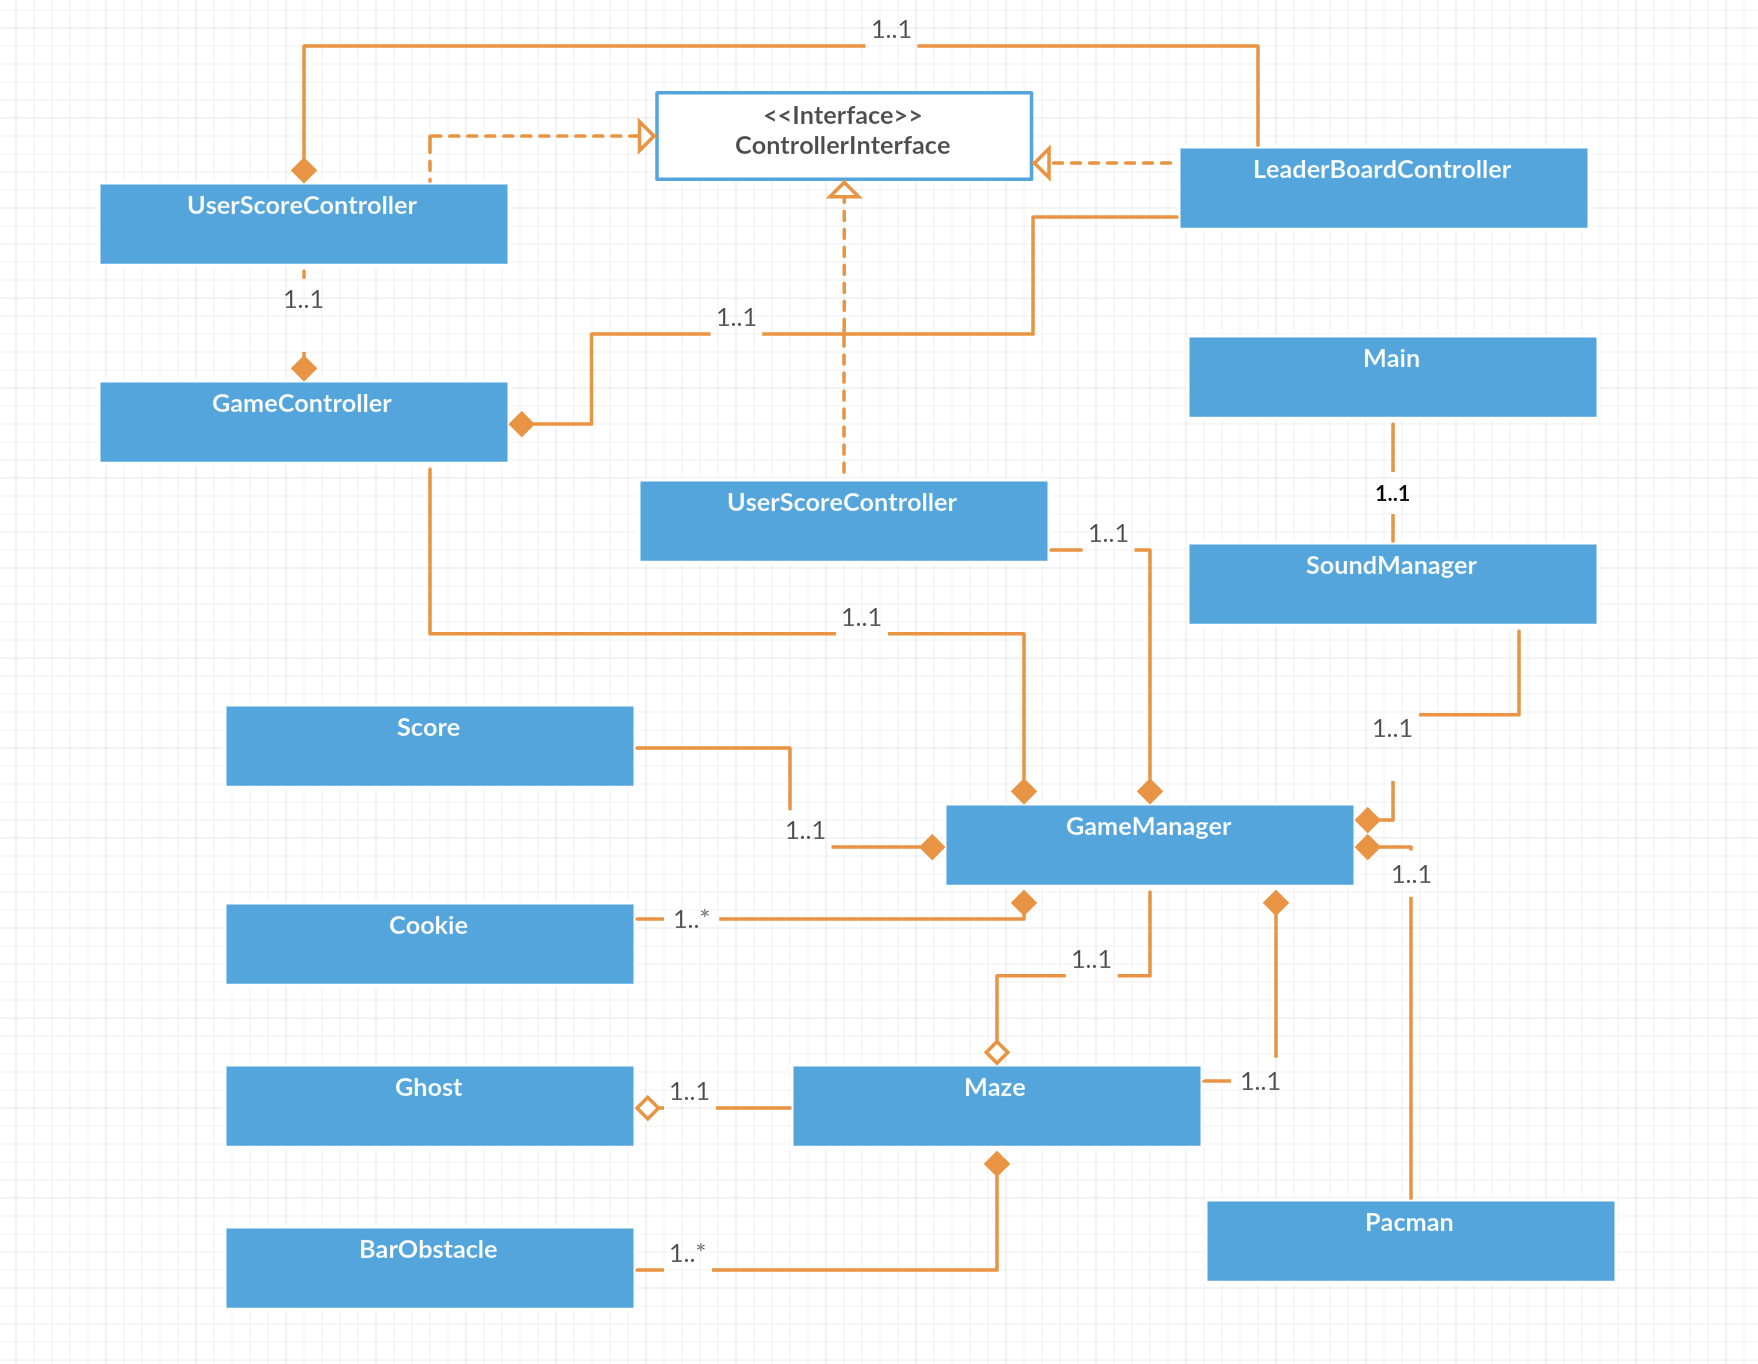 1..1
<<Interface>>
ControllerInterface
LeaderBoardController
UserScoreController
1..1
1..1
Main
GameController
1..1
UserScoreController
1..1
SoundManager
1..1
Score
1..1
GameManager
1..1
1..1
Cookie
1..*
1..1
Ghost
1..1
Maze
1..1
Pacman
BarObstacle
1..*